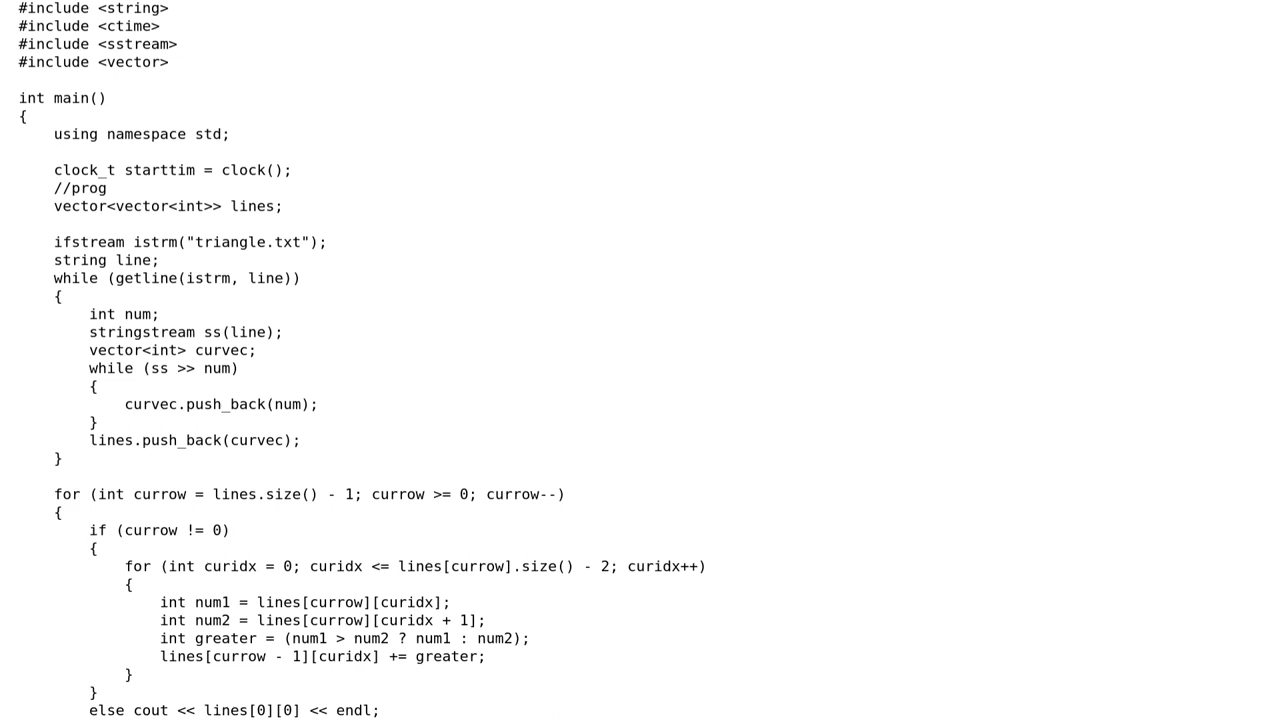 #include <string>
#include <ctime>
#include <sstream>
#include <vector>

int main()
{
    using namespace std;

    clock_t starttim = clock();
    //prog
    vector<vector<int>> lines;

    ifstream istrm("triangle.txt");
    string line;
    while (getline(istrm, line))
    {
        int num;
        stringstream ss(line);
        vector<int> curvec;
        while (ss >> num)
        {
            curvec.push_back(num);
        }
        lines.push_back(curvec);
    }

    for (int currow = lines.size() - 1; currow >= 0; currow--)
    {
        if (currow != 0)
        {
            for (int curidx = 0; curidx <= lines[currow].size() - 2; curidx++)
            {
                int num1 = lines[currow][curidx];
                int num2 = lines[currow][curidx + 1];
                int greater = (num1 > num2 ? num1 : num2);
                lines[currow - 1][curidx] += greater;
            }
        }
        else cout << lines[0][0] << endl;